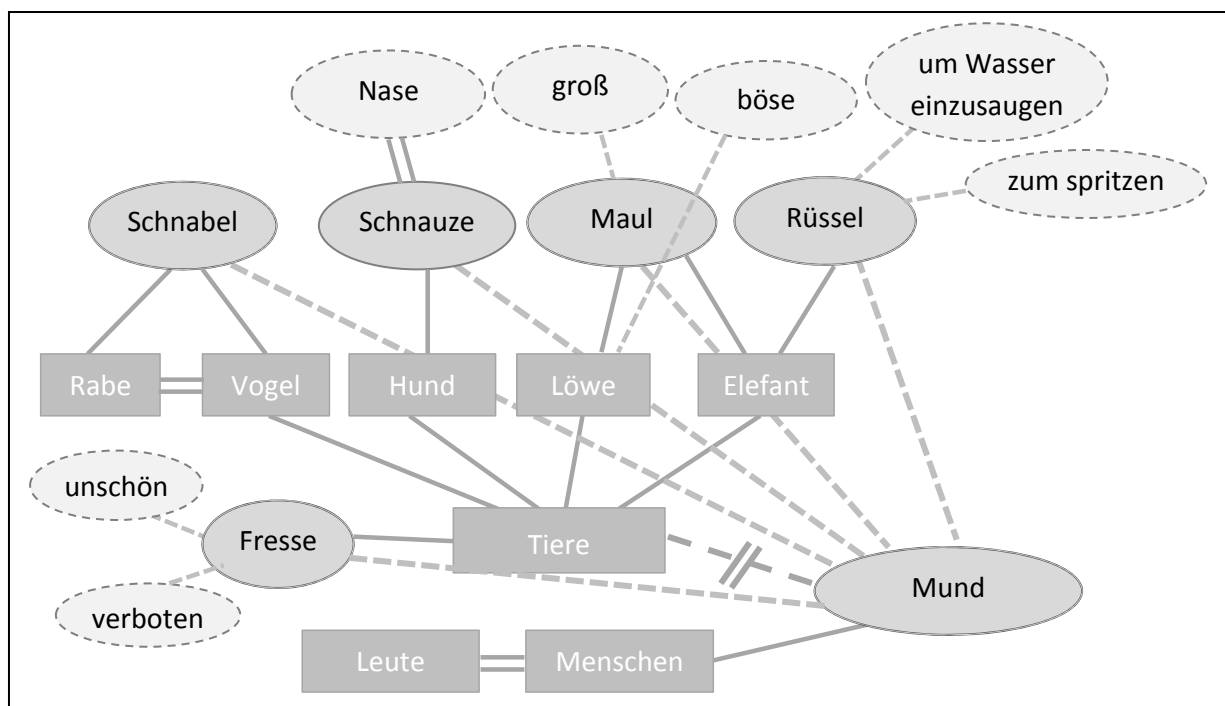 Nase
groß
böse
um Wasser
einzusaugen
zum spritzen
Schnabel
Schnauze
Maul
Rüssel
Rabe
Vogel
Hund
Löwe
Elefant
unschön
Fresse
Tiere
verboten
Mund
Leute
Menschen